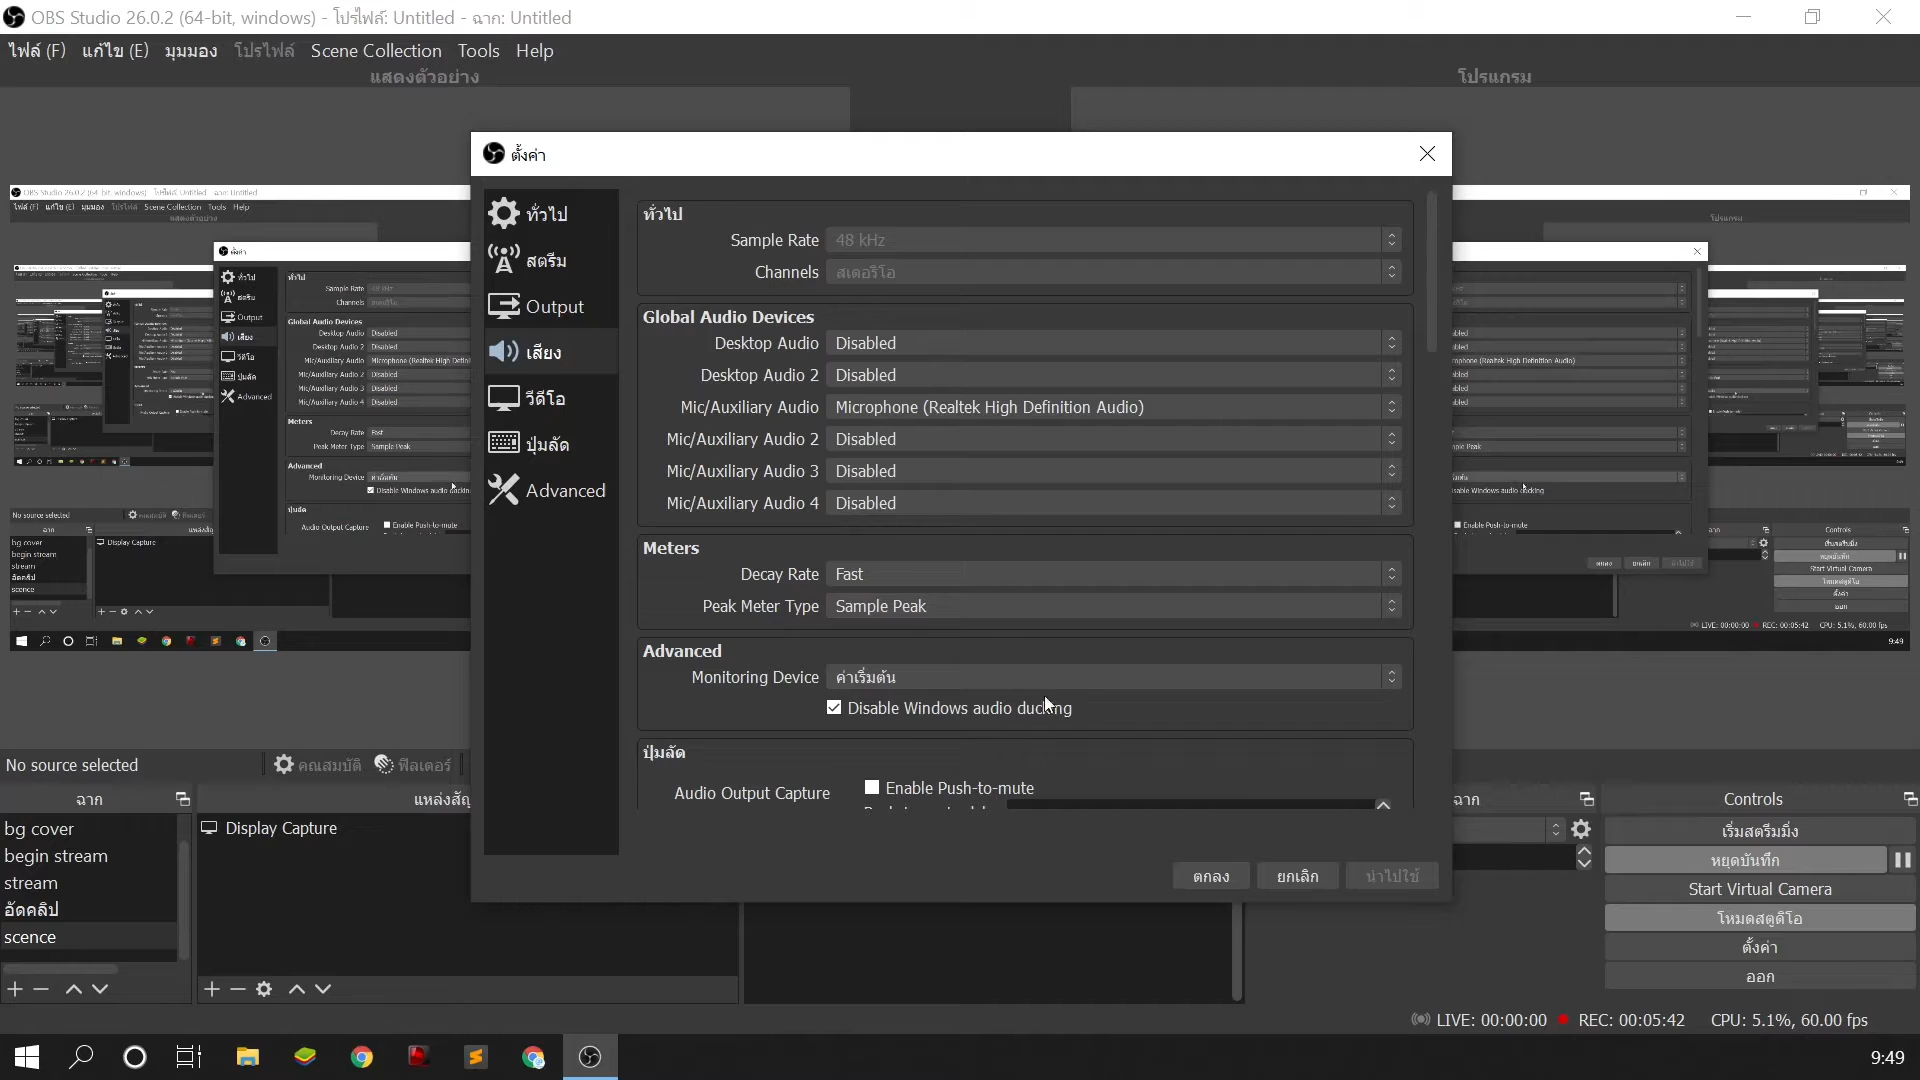 OBS Studio 26.0.2 (64-bit, windows) - โปรไฟล์: Untitled - ฉาก: Untitled
ไฟล์ (F) แก้ไข (E) มุมมอง โปรไฟล์ Scene Collection Tools Help
แสดงตัวอย่าง โปรแกรม
ตั้งค่า
ทั่วไป
สตรีม
Output
เสียง
วีดีโอ
ปุ่มลัด
Advanced
ทั่วไป
Sample Rate 48 kHz
Channels สเตอริโอ
Global Audio Devices
Desktop Audio Disabled
Desktop Audio 2 Disabled
Mic/Auxiliary Audio Microphone (Realtek High Definition Audio)
Mic/Auxiliary Audio 2 Disabled
Mic/Auxiliary Audio 3 Disabled
Mic/Auxiliary Audio 4 Disabled
Meters
Decay Rate Fast
Peak Meter Type Sample Peak
Advanced
Monitoring Device ค่าเริ่มต้น
Disable Windows audio ducking
ปุ่มลัด
Audio Output Capture Enable Push-to-mute
ตกลง ยกเลิก นำไปใช้
No source selected คุณสมบัติ ฟิลเตอร์
ฉาก
bg cover
begin stream
stream
อัดคลิป
scence
Display Capture
Controls
เริ่มสตรีมมิ่ง
หยุดบันทึก
Start Virtual Camera
โหมดสตูดิโอ
ตั้งค่า
ออก
LIVE: 00:00:00 REC: 00:05:42 CPU: 5.1%, 60.00 fps
9:49